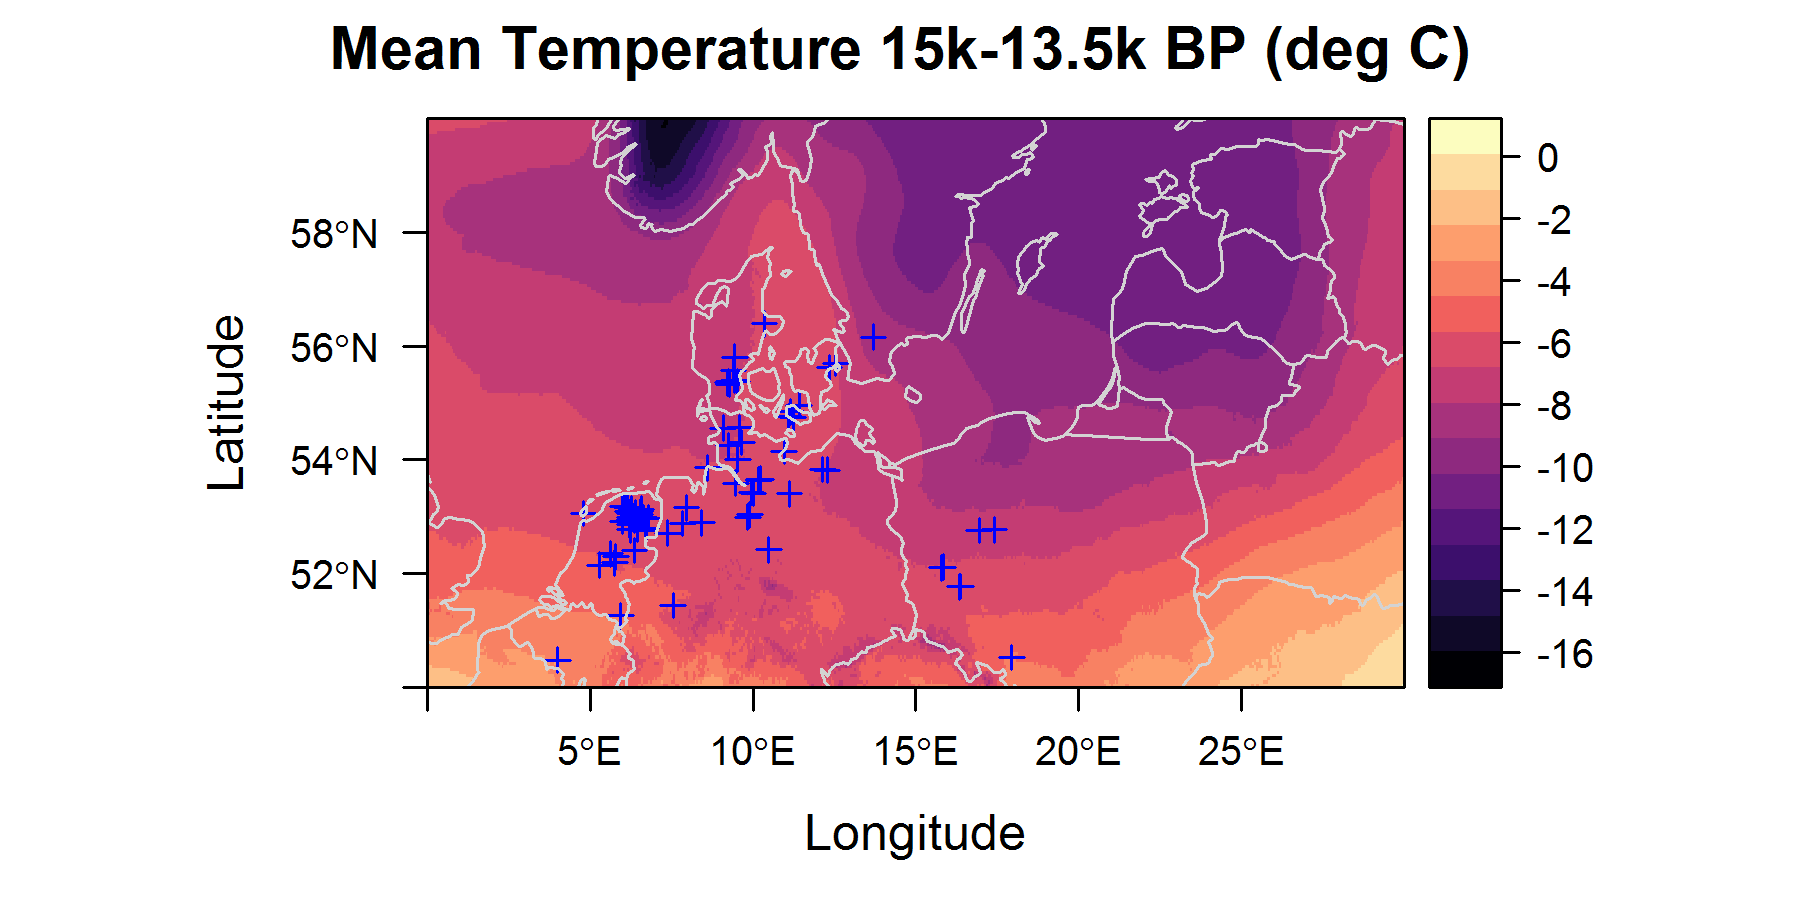 Mean Temperature 15k-13.5k BP (deg C)
Latitude
58°N
56°N
54°N
52°N
5°E
10°E
15°E
20°E
25°E
Longitude
0
-2
-4
-6
-8
-10
-12
-14
-16